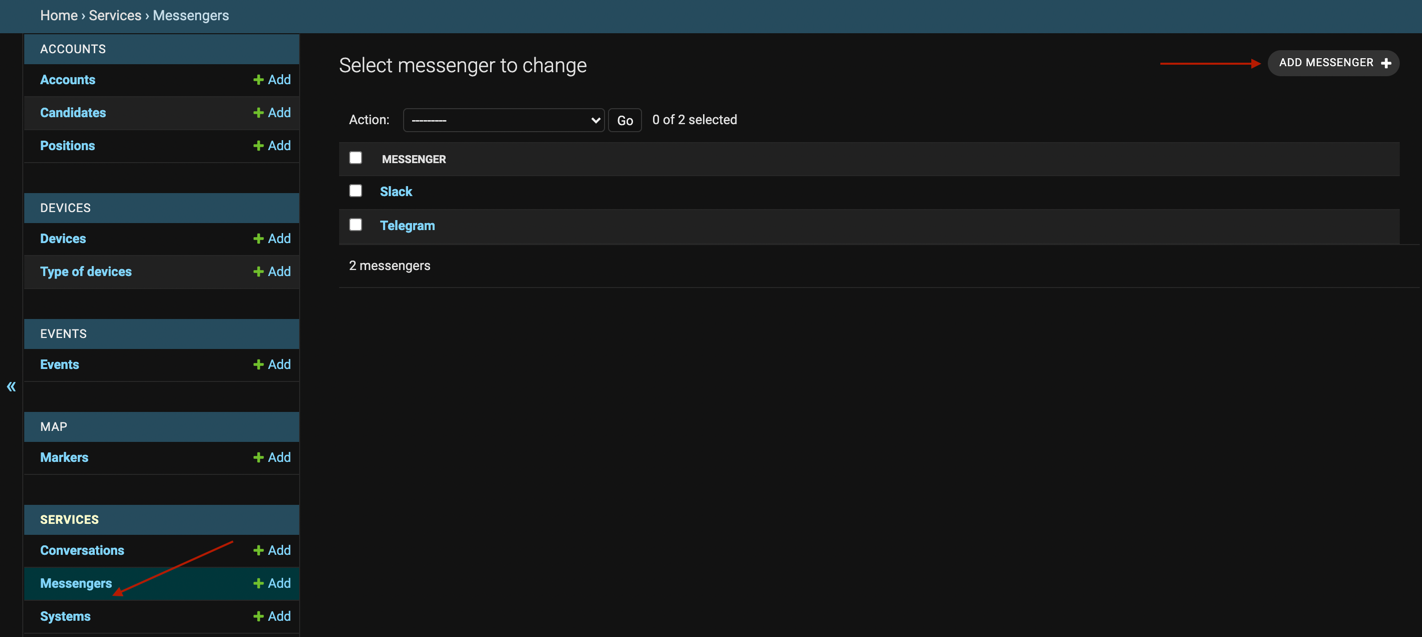 Home › Services › Messengers
ACCOUNTS
Accounts + Add
Candidates + Add
Positions + Add
DEVICES
Devices + Add
Type of devices + Add
EVENTS
Events + Add
«
MAP
Markers + Add
SERVICES
Conversations + Add
Messengers + Add
Systems + Add
Select messenger to change
ADD MESSENGER +
Action: --------- Go 0 of 2 selected
MESSENGER
Slack
Telegram
2 messengers